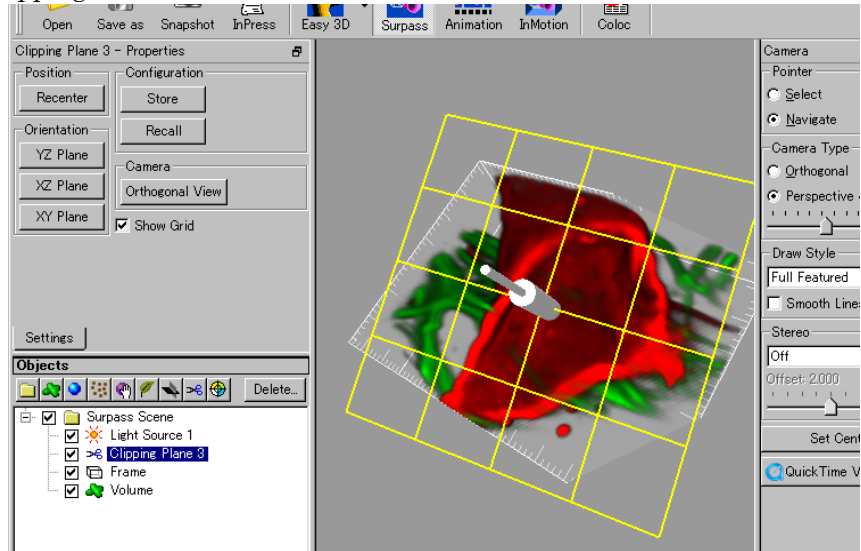 Open Save as Snapshot InPress Easy 3D Surpass Animation InMotion Coloc
Clipping Plane 3 - Properties
Position
Recenter
Configuration
Store
Recall
Orientation
YZ Plane
XZ Plane
XY Plane
Camera
Orthogonal View
Show Grid
Settings
Objects
Delete...
Surpass Scene
Light Source 1
Clipping Plane 3
Frame
Volume
Camera
Pointer
Select
Navigate
Camera Type
Orthogonal
Perspective
Draw Style
Full Featured
Smooth Lines
Stereo
Off
Offset: 2.000
Set Cent
QuickTime V